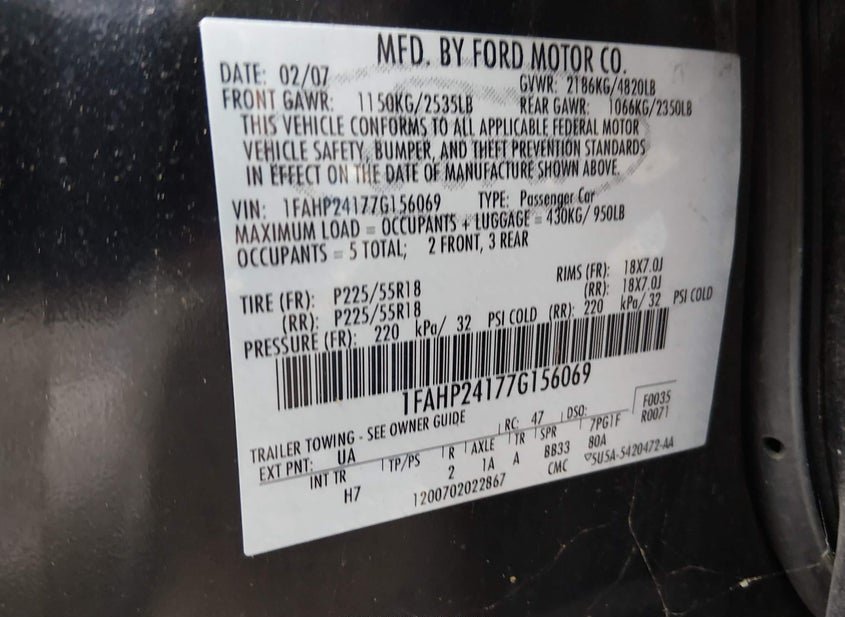 MFD. BY FORD MOTOR CO.
DATE: 02/07 GVWR: 2186KG/4820LB
FRONT GAWR: 1150KG/2535LB REAR GAWR: 1066KG/2350LB
THIS VEHICLE CONFORMS TO ALL APPLICABLE FEDERAL MOTOR
VEHICLE SAFETY, BUMPER, AND THEFT PREVENTION STANDARDS
IN EFFECT ON THE DATE OF MANUFACTURE SHOWN ABOVE.
VIN: 1FAHP24177G156069 TYPE: Passenger Car
MAXIMUM LOAD = OCCUPANTS + LUGGAGE = 430KG/ 950LB
OCCUPANTS = 5 TOTAL; 2 FRONT, 3 REAR
TIRE (FR): P225/55R18 RIMS (FR): 18X7.0J
(RR): P225/55R18 (RR): 18X7.0J
PRESSURE (FR): 220 kPa/ 32 PSI COLD (RR): 220 kPa/ 32 PSI COLD
1FAHP24177G156069
TRAILER TOWING - SEE OWNER GUIDE F0035
EXT PNT: UA RC: 47 DSO: 7PG1F R0071
INT TR TP/PS R AXLE TR SPR
H7 2 1A A BB33 80A
1200702022867 CMC 5U5A-5420472-AA